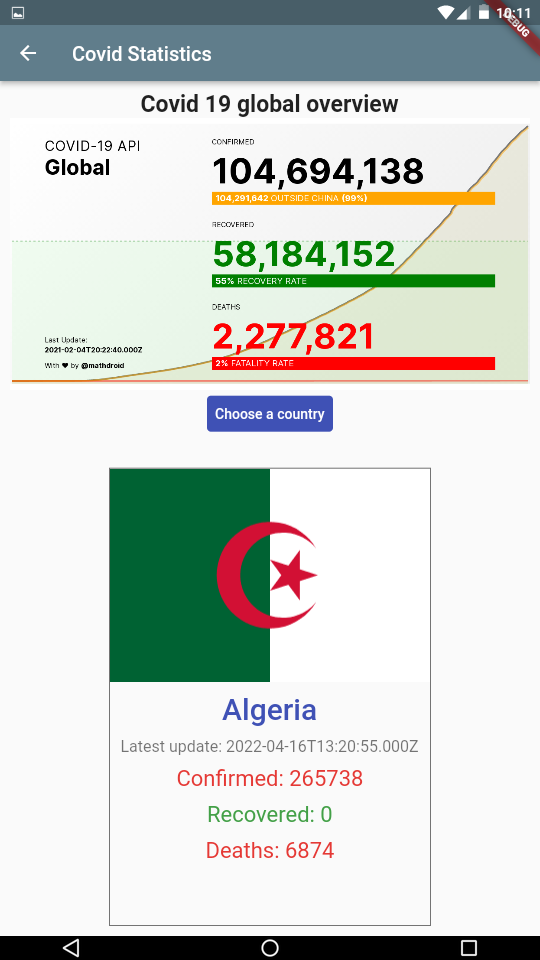 10:11
DEBUG
Covid Statistics
Covid 19 global overview
COVID-19 API
Global
CONFIRMED
104,694,138
104,291,642 OUTSIDE CHINA (99%)
RECOVERED
58,184,152
55% RECOVERY RATE
DEATHS
2,277,821
2% FATALITY RATE
Last Update:
2021-02-04T20:22:40.000Z
With ♥ by @mathdroid
Choose a country
Algeria
Latest update: 2022-04-16T13:20:55.000Z
Confirmed: 265738
Recovered: 0
Deaths: 6874